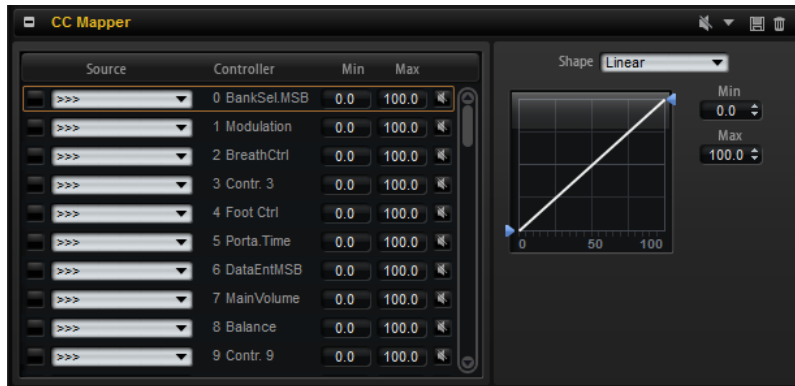 CC Mapper
Source Controller Min Max
>>> 0 BankSel.MSB 0.0 100.0
>>> 1 Modulation 0.0 100.0
>>> 2 BreathCtrl 0.0 100.0
>>> 3 Contr. 3 0.0 100.0
>>> 4 Foot Ctrl 0.0 100.0
>>> 5 Porta.Time 0.0 100.0
>>> 6 DataEntMSB 0.0 100.0
>>> 7 MainVolume 0.0 100.0
>>> 8 Balance 0.0 100.0
>>> 9 Contr. 9 0.0 100.0
Shape Linear
Min
0.0
Max
100.0
0 50 100